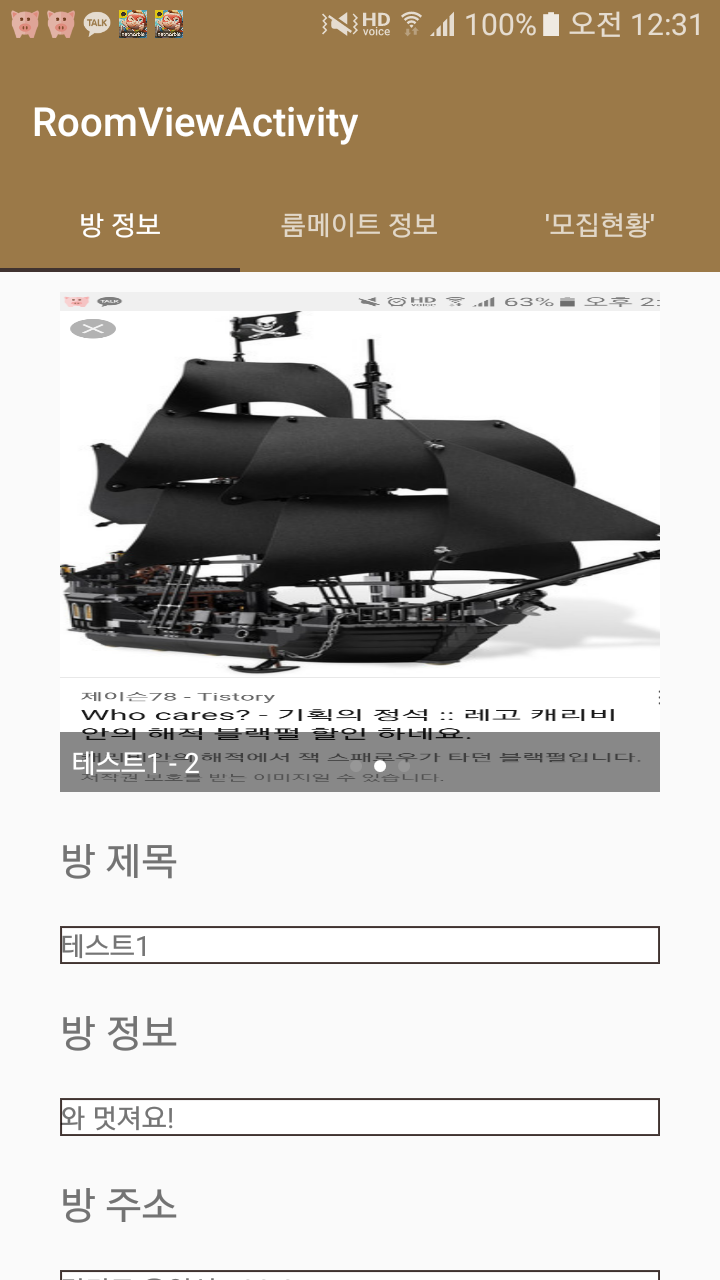 TALK
netmarble
netmarble
HD voice 100% 오전 12:31
RoomViewActivity
방 정보
룸메이트 정보
'모집현황'
TALK
HD voice 63% 오후 2:
제이슨78 - Tistory
Who cares? - 기획의 정석 :: 레고 캐리비
안의 해적 블랙펄 할인 하네요.
캐리비안의 해적에서 잭 스패로우가 타던 블랙펄입니다.
저작권 보호를 받는 이미지일 수 있습니다.
테스트1 - 2
방 제목
테스트1
방 정보
와 멋져요!
방 주소